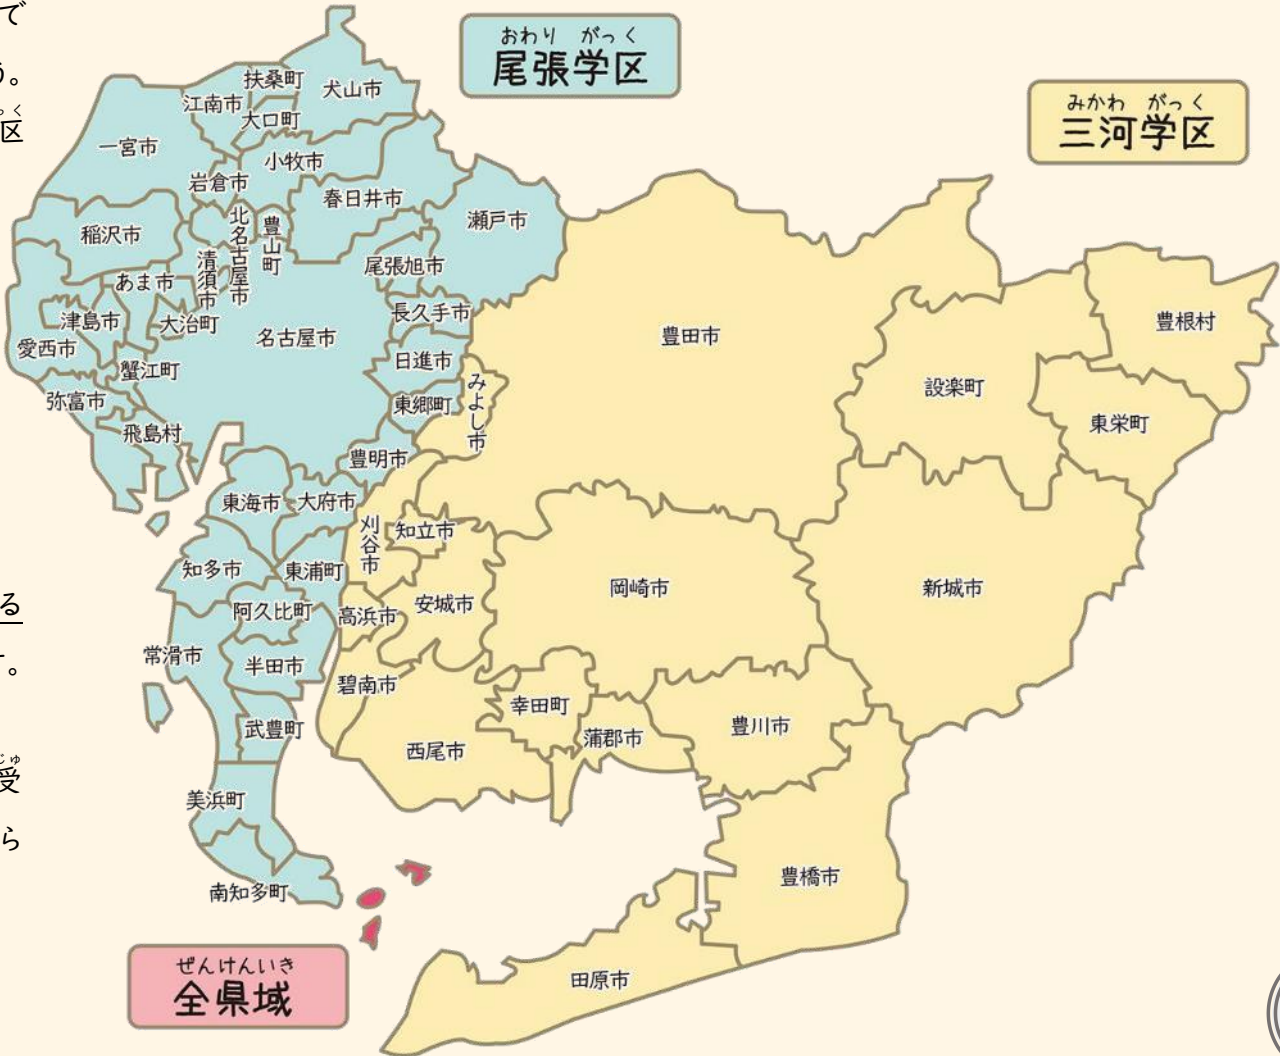 で
う。
く
区
る
す。
じゅ
受
ら
おわり がっく
尾張学区
みかわ がっく
三河学区
扶桑町
犬山市
江南市
大口町
一宮市
小牧市
岩倉市
春日井市
瀬戸市
稲沢市
北名古屋市
豊山町
清須市
尾張旭市
あま市
津島市
大治町
長久手市
名古屋市
愛西市
日進市
蟹江町
みよし市
弥富市
東郷町
飛島村
豊明市
豊田市
豊根村
設楽町
東栄町
東海市
大府市
刈谷市
知立市
知多市
東浦町
岡崎市
新城市
阿久比町
高浜市
安城市
常滑市
半田市
碧南市
武豊町
幸田町
西尾市
蒲郡市
豊川市
美浜町
南知多町
豊橋市
田原市
ぜんけんいき
全県域